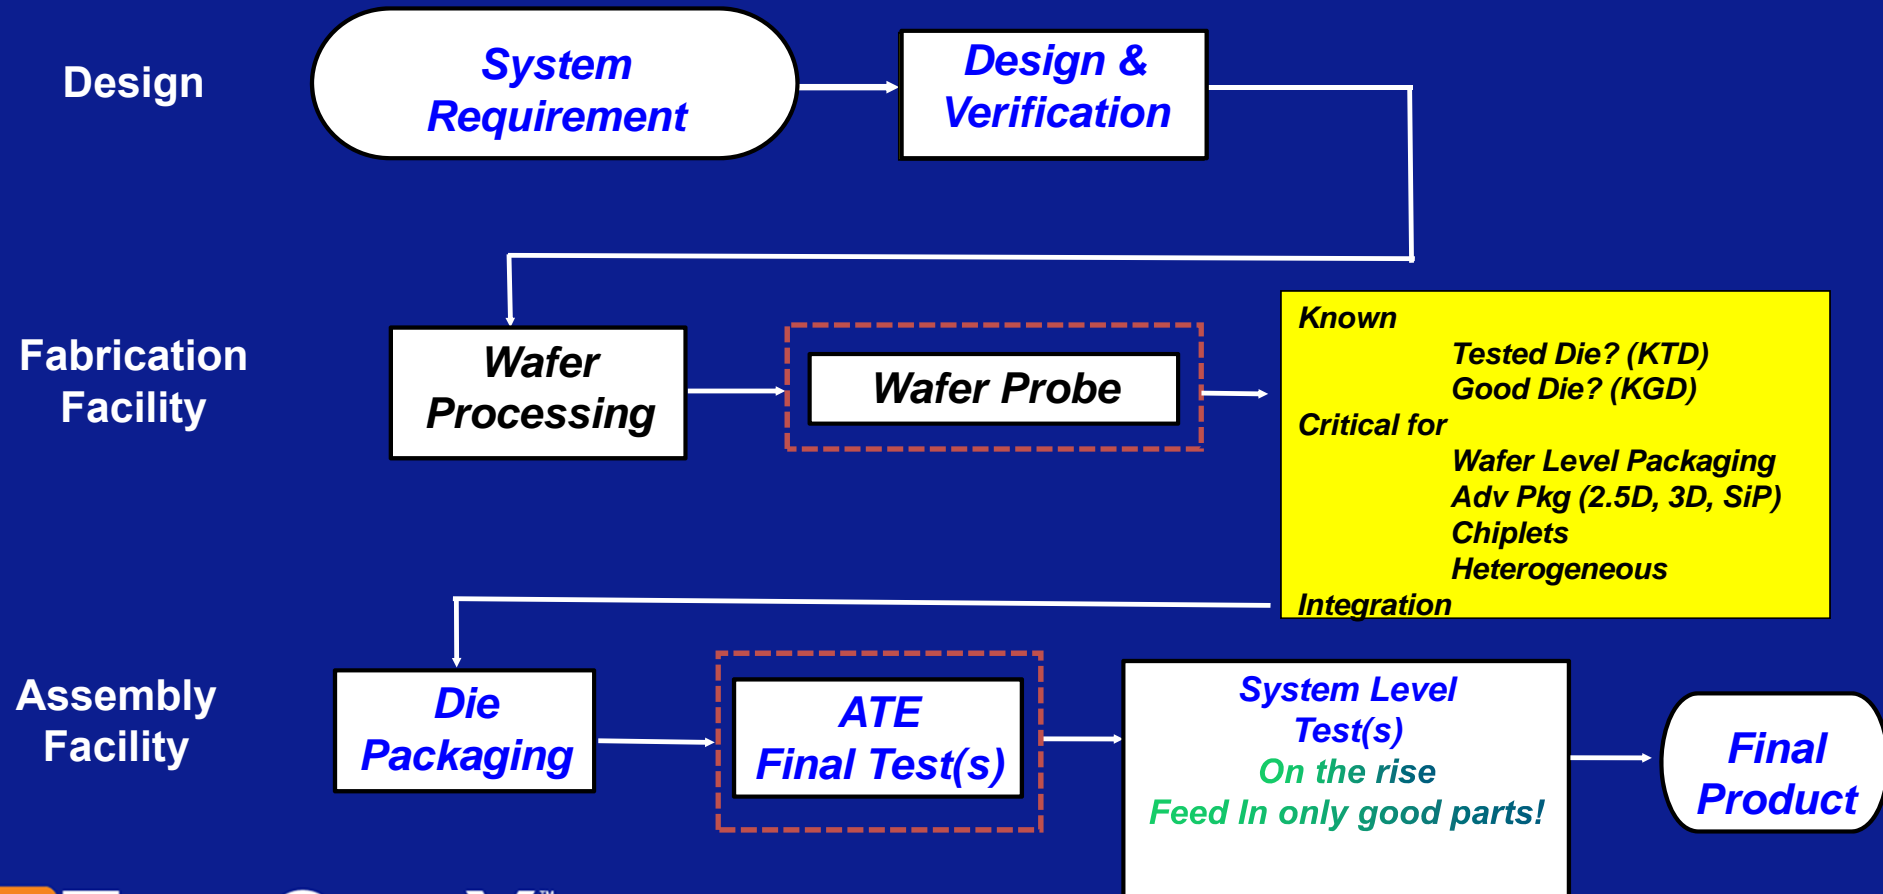 Design
System
Requirement
Design &
Verification
Fabrication
Facility
Wafer
Processing
Wafer Probe
Known
Tested Die? (KTD)
Good Die? (KGD)
Critical for
Wafer Level Packaging
Adv Pkg (2.5D, 3D, SiP)
Chiplets
Heterogeneous
Integration
Assembly
Facility
Die
Packaging
ATE
Final Test(s)
System Level
Test(s)
On the rise
Feed In only good parts!
Final
Product